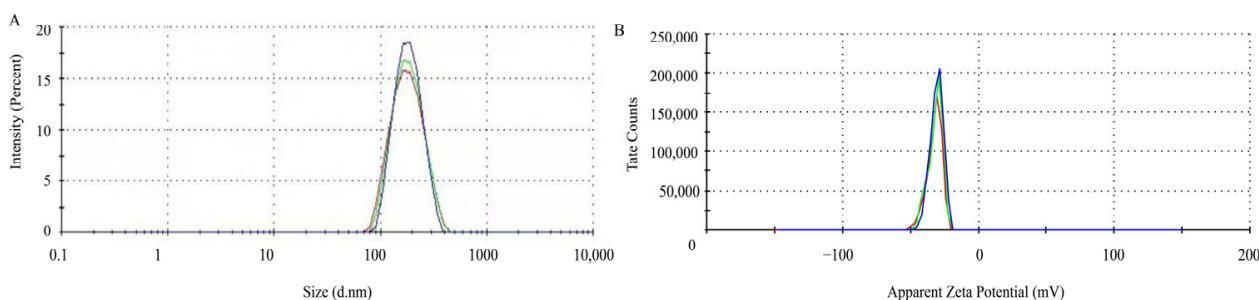 A
20
15
10
5
0
Intensity (Percent)
0.1 1 10 100 1000 10,000
Size (d.nm)
B
250,000
200,000
150,000
100,000
50,000
0
Tate Counts
−100 0 100 200
Apparent Zeta Potential (mV)